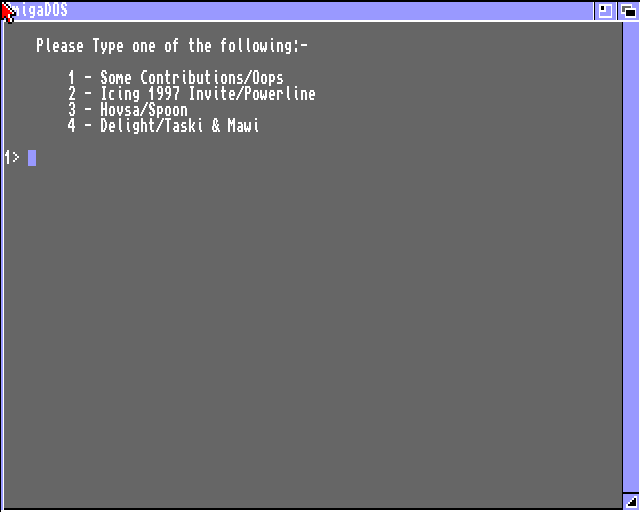 AmigaDOS
Please Type one of the following:-
1 - Some Contributions/Oops
2 - Icing 1997 Invite/Powerline
3 - Hovsa/Spoon
4 - Delight/Taski & Mawi
1>